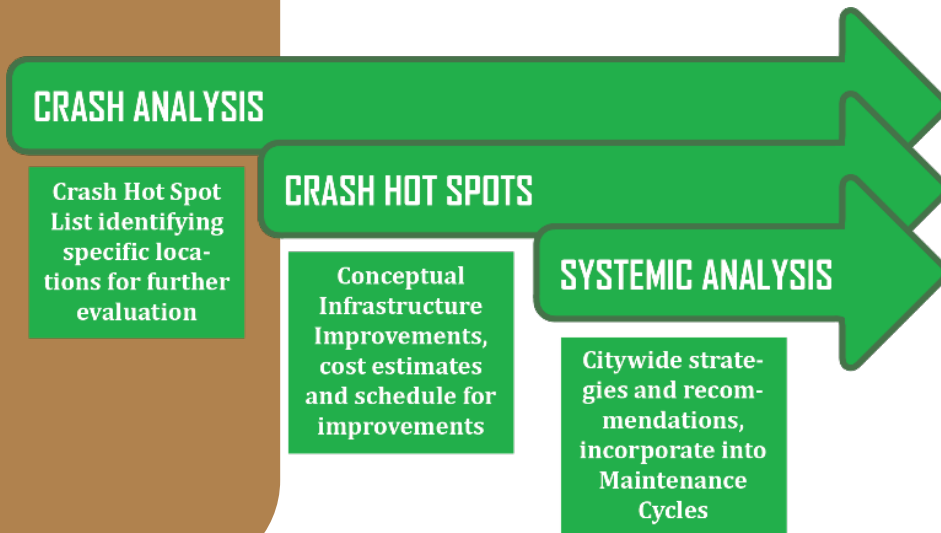 CRASH ANALYSIS
Crash Hot Spot
List identifying
specific loca-
tions for further
evaluation
CRASH HOT SPOTS
Conceptual
Infrastructure
Improvements,
cost estimates
and schedule for
improvements
SYSTEMIC ANALYSIS
Citywide strate-
gies and recom-
mendations,
incorporate into
Maintenance
Cycles